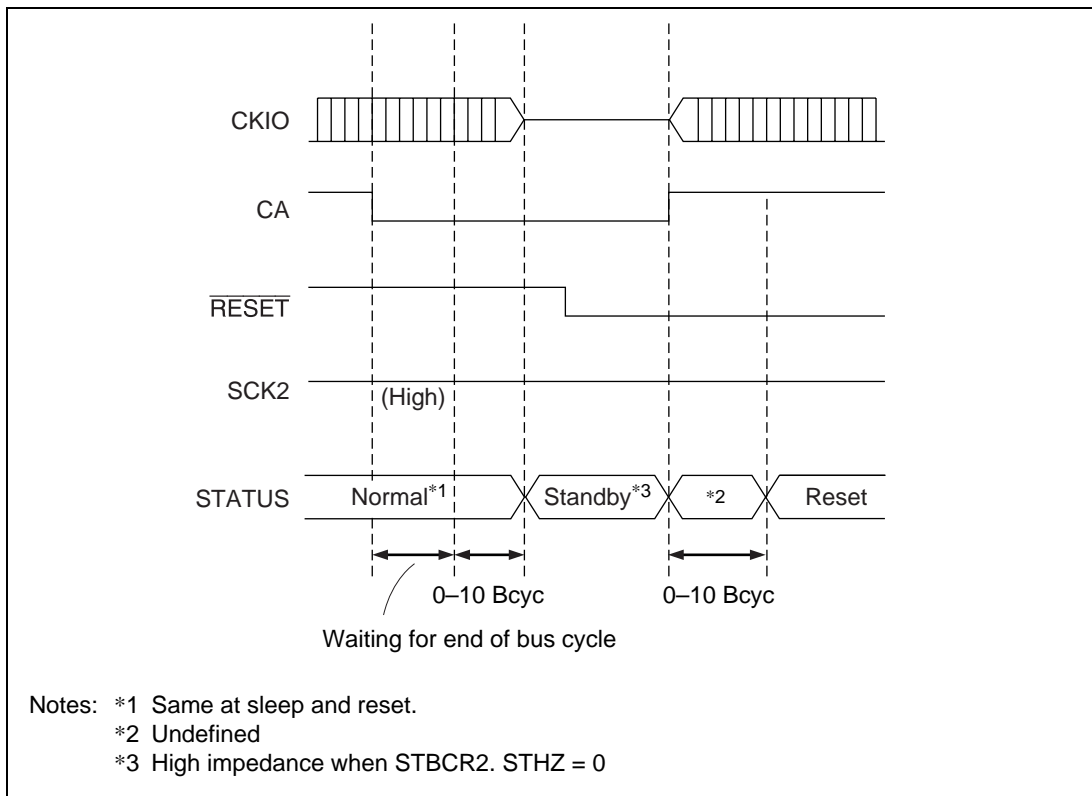 CKIO
CA
RESET
SCK2
(High)
STATUS
Normal*1
Standby*3
*2
Reset
0–10 Bcyc
0–10 Bcyc
Waiting for end of bus cycle
Notes: *1 Same at sleep and reset.
*2 Undefined
*3 High impedance when STBCR2. STHZ = 0